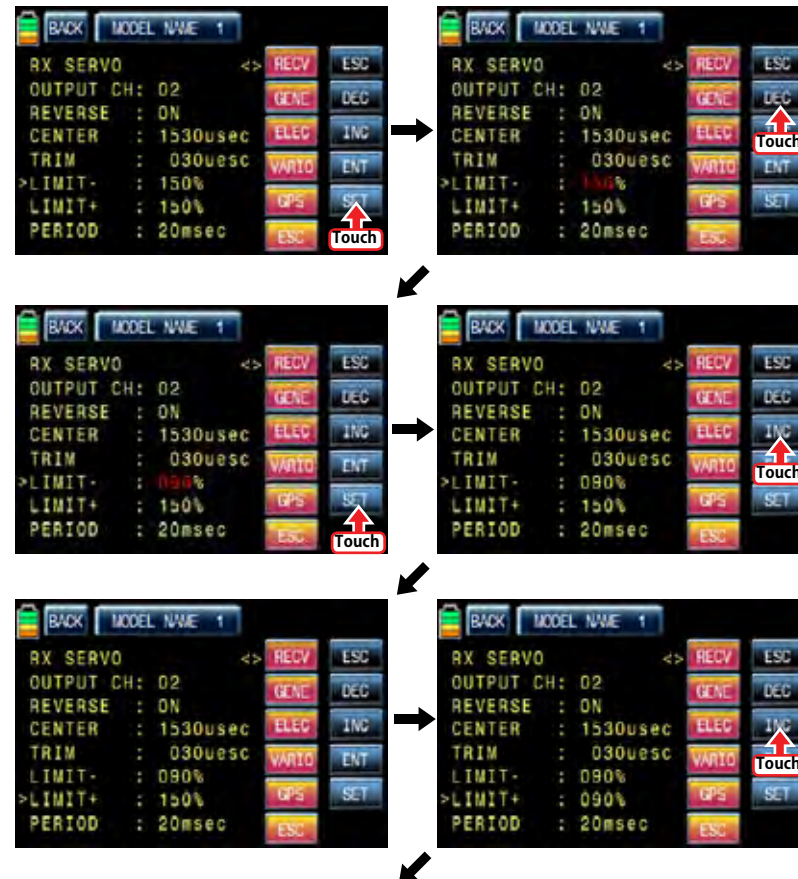 BACK MODEL NAME 1
RX SERVO <> RECV ESC
OUTPUT CH: 02 GENE DEC
REVERSE : ON
CENTER : 1530usec ELEC INC
TRIM : 030uesc VARIO ENT
>LIMIT- : 150%
LIMIT+ : 150% GPS SET
PERIOD : 20msec ESC Touch
BACK MODEL NAME 1
RX SERVO <> RECV ESC
OUTPUT CH: 02 GENE DEC
REVERSE : ON
CENTER : 1530usec ELEC INC Touch
TRIM : 030uesc VARIO ENT
>LIMIT- : 150%
LIMIT+ : 150% GPS SET
PERIOD : 20msec ESC
BACK MODEL NAME 1
RX SERVO <> RECV ESC
OUTPUT CH: 02 GENE DEC
REVERSE : ON
CENTER : 1530usec ELEC INC
TRIM : 030uesc VARIO ENT
>LIMIT- : 090%
LIMIT+ : 150% GPS SET
PERIOD : 20msec ESC Touch
BACK MODEL NAME 1
RX SERVO <> RECV ESC
OUTPUT CH: 02 GENE DEC
REVERSE : ON
CENTER : 1530usec ELEC INC
TRIM : 030uesc VARIO Touch
>LIMIT- : 090%
LIMIT+ : 150% GPS SET
PERIOD : 20msec ESC
BACK MODEL NAME 1
RX SERVO <> RECV ESC
OUTPUT CH: 02 GENE DEC
REVERSE : ON
CENTER : 1530usec ELEC INC
TRIM : 030uesc VARIO ENT
LIMIT- : 090%
>LIMIT+ : 150% GPS SET
PERIOD : 20msec ESC
BACK MODEL NAME 1
RX SERVO <> RECV ESC
OUTPUT CH: 02 GENE DEC
REVERSE : ON
CENTER : 1530usec ELEC INC
TRIM : 030uesc VARIO Touch
LIMIT- : 090%
>LIMIT+ : 090% GPS SET
PERIOD : 20msec ESC